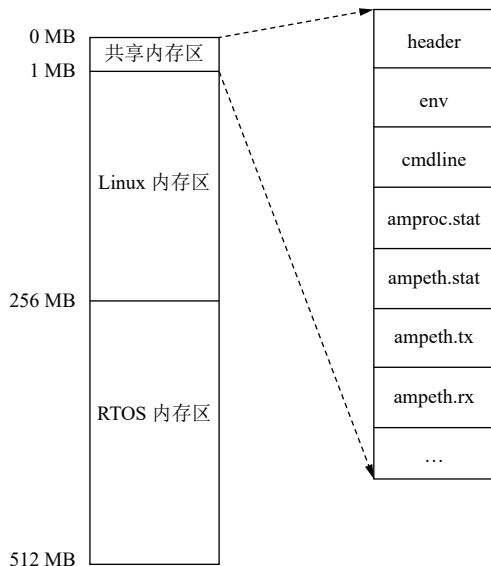 0 MB
共享内存区
1 MB
Linux 内存区
256 MB
RTOS 内存区
512 MB
header
env
cmdline
amproc.stat
ampeth.stat
ampeth.tx
ampeth.rx
…